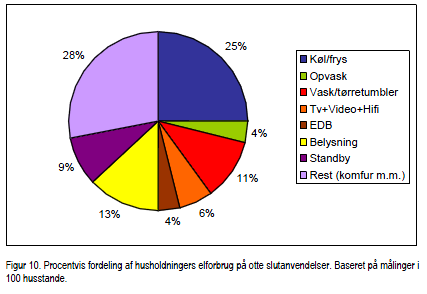 28%
25%
4%
11%
6%
4%
13%
9%
Køl/frys
Opvask
Vask/tørretumbler
Tv+Video+Hifi
EDB
Belysning
Standby
Rest (komfur m.m.)
Figur 10. Procentvis fordeling af husholdningers elforbrug på otte slutanvendelser. Baseret på målinger i
100 husstande.